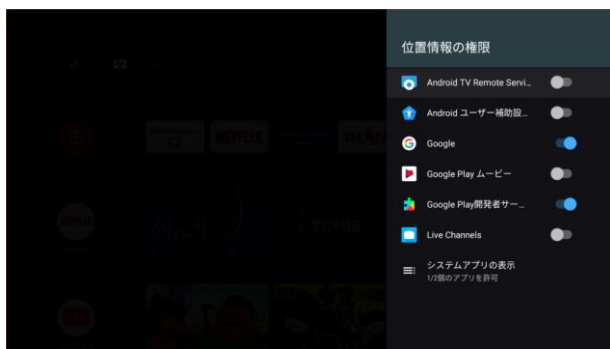 位置情報の権限
Android TV Remote Servi...
Android ユーザー補助設...
Google
Google Play ムービー
Google Play開発者サー...
Live Channels
システムアプリの表示
1/2個のアプリを許可
NETFLIX